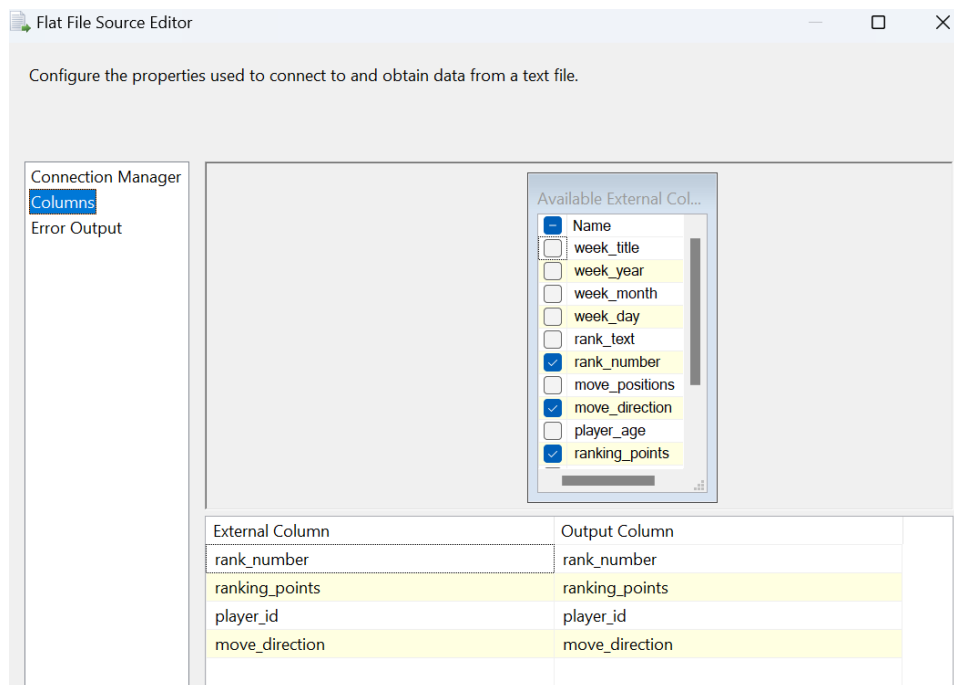 Flat File Source Editor
Configure the properties used to connect to and obtain data from a text file.
Connection Manager
Columns
Error Output
Available External Col...
Name
week_title
week_year
week_month
week_day
rank_text
rank_number
move_positions
move_direction
player_age
ranking_points
External Column Output Column
rank_number rank_number
ranking_points ranking_points
player_id player_id
move_direction move_direction